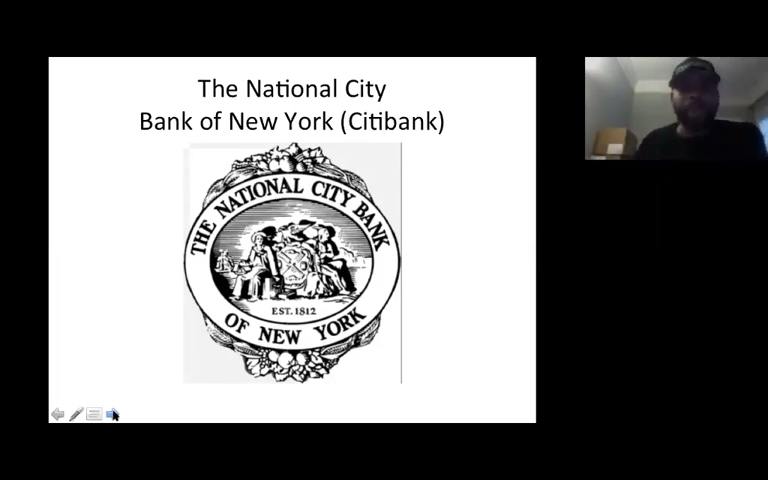 The National City
Bank of New York (Citibank)
THE NATIONAL CITY BANK
EST. 1812
OF NEW YORK